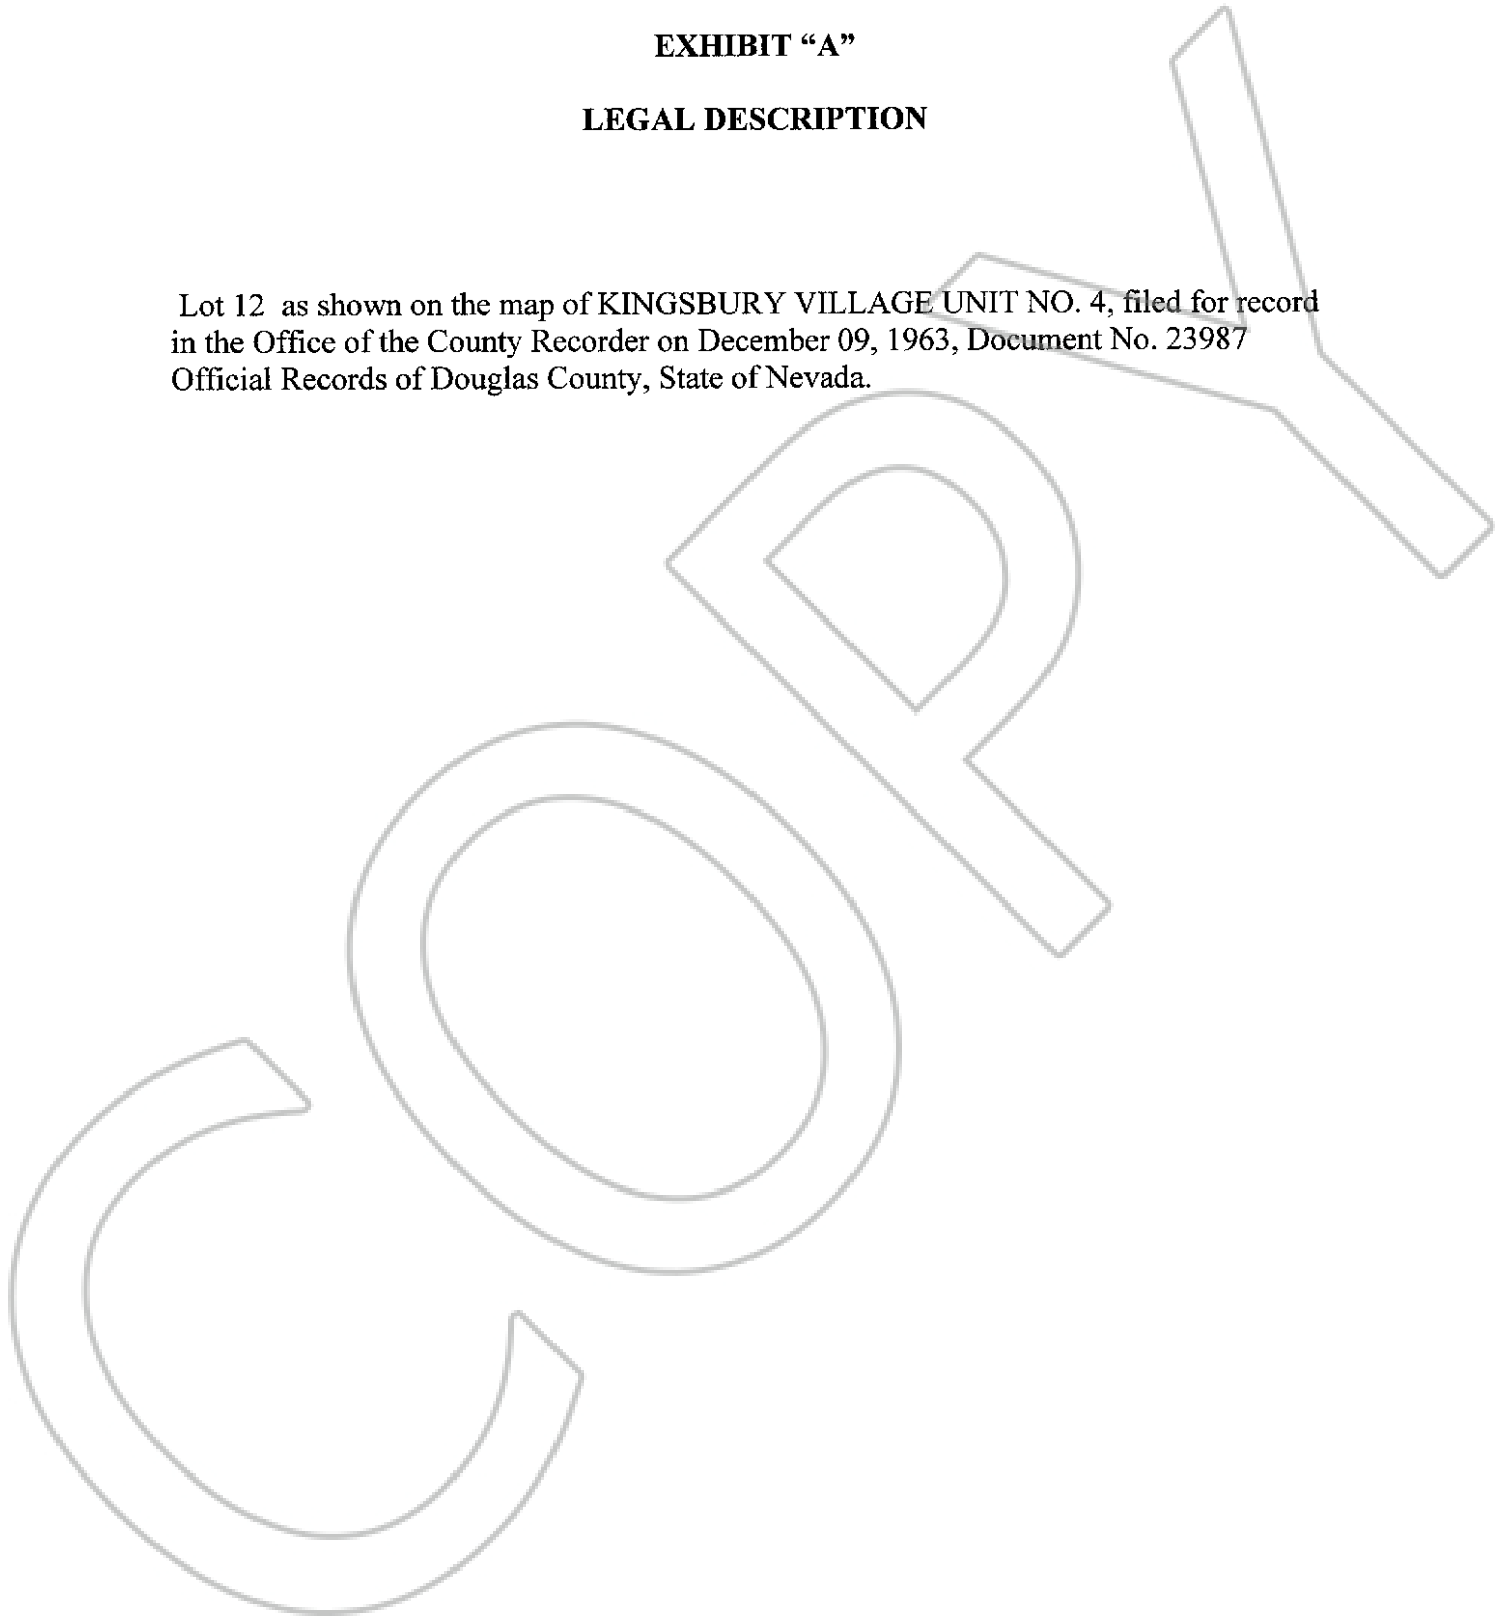 EXHIBIT “A”
LEGAL DESCRIPTION
Lot 12 as shown on the map of KINGSBURY VILLAGE UNIT NO. 4, filed for record
in the Office of the County Recorder on December 09, 1963, Document No. 23987
Official Records of Douglas County, State of Nevada.
COPY